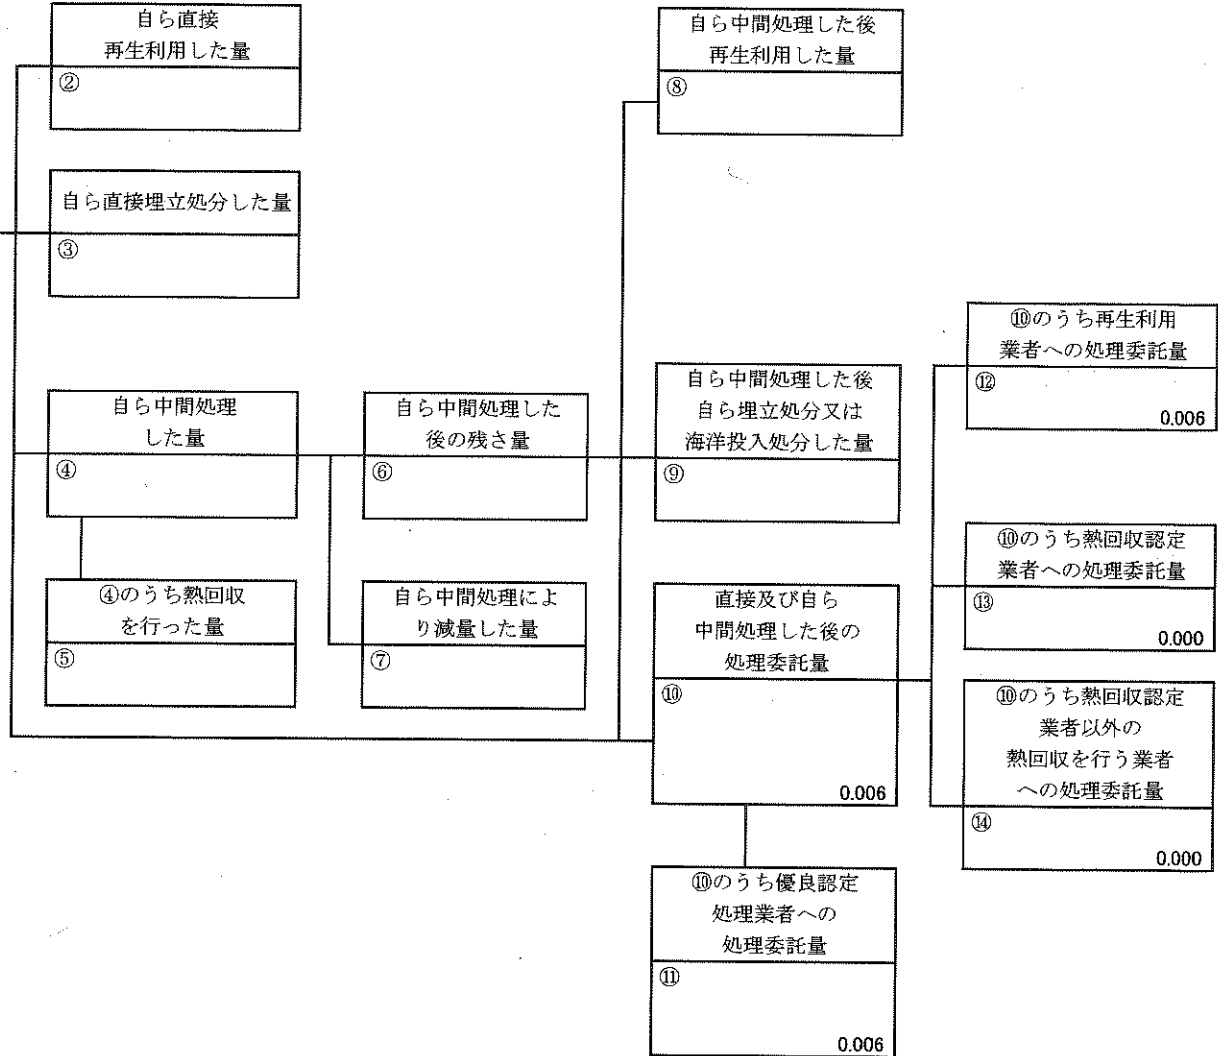 自ら直接
再生利用した量
②
自ら中間処理した後
再生利用した量
⑧
自ら直接埋立処分した量
③
⑩のうち再生利用
業者への処理委託量
⑫
0.006
自ら中間処理
した量
④
自ら中間処理した
後の残さ量
⑥
自ら中間処理した後
自ら埋立処分又は
海洋投入処分した量
⑨
⑩のうち熱回収認定
業者への処理委託量
⑬
0.000
④のうち熱回収
を行った量
⑤
自ら中間処理によ
り減量した量
⑦
直接及び自ら
中間処理した後の
処理委託量
⑩
0.006
⑩のうち熱回収認定
業者以外の
熱回収を行う業者
への処理委託量
⑭
0.000
⑩のうち優良認定
処理業者への
処理委託量
⑪
0.006